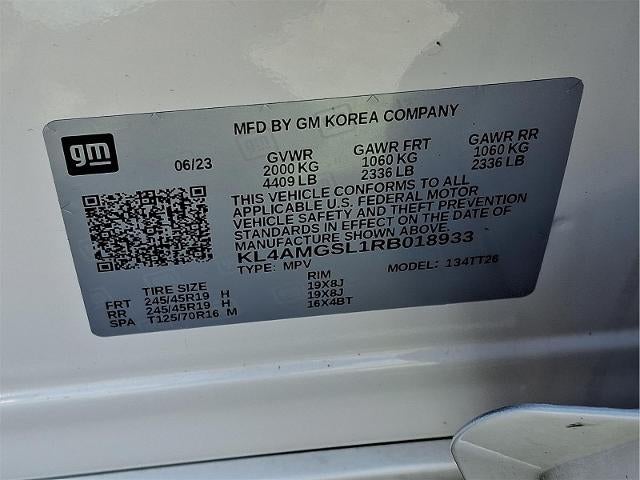 gm
MFD BY GM KOREA COMPANY
06/23 GVWR GAWR FRT GAWR RR
2000 KG 1060 KG 1060 KG
4409 LB 2336 LB 2336 LB
THIS VEHICLE CONFORMS TO ALL
APPLICABLE U.S. FEDERAL MOTOR
VEHICLE SAFETY AND THEFT PREVENTION
STANDARDS IN EFFECT ON THE DATE OF
MANUFACTURE SHOWN ABOVE.
KL4AMGSL1RB018933
TYPE: MPV MODEL: 134TT26
TIRE SIZE RIM
FRT 245/45R19 H 19X8J
RR 245/45R19 H 19X8J
SPA T125/70R16 M 16X4BT